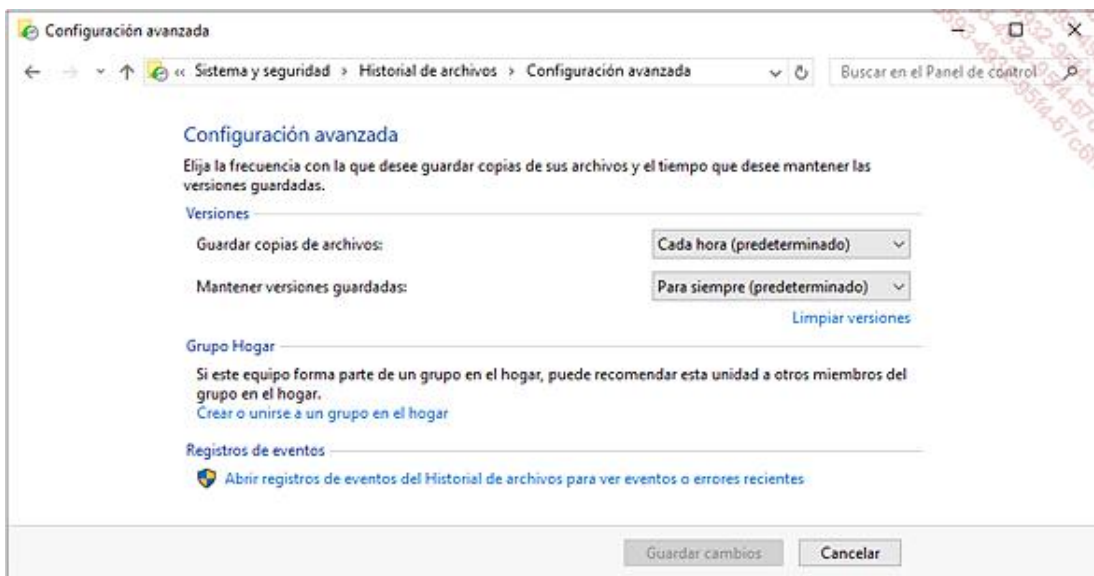 Configuración avanzada
« Sistema y seguridad > Historial de archivos > Configuración avanzada
Buscar en el Panel de control
Configuración avanzada
Elija la frecuencia con la que desee guardar copias de sus archivos y el tiempo que desee mantener las
versiones guardadas.
Versiones
Guardar copias de archivos: Cada hora (predeterminado)
Mantener versiones guardadas: Para siempre (predeterminado)
Limpiar versiones
Grupo Hogar
Si este equipo forma parte de un grupo en el hogar, puede recomendar esta unidad a otros miembros del
grupo en el hogar.
Crear o unirse a un grupo en el hogar
Registros de eventos
Abrir registros de eventos del Historial de archivos para ver eventos o errores recientes
Guardar cambios Cancelar